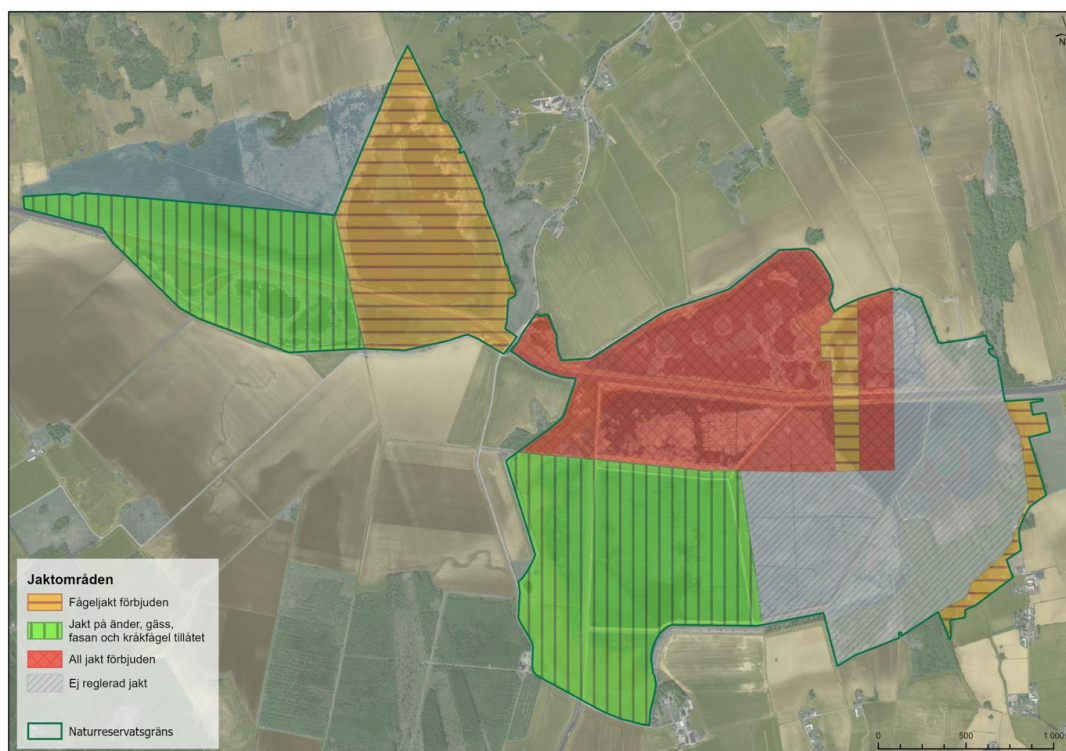 N
Jaktområden
Fågeljakt förbjuden
Jakt på änder, gäss,
fasan och kråkfågel tillåtet
All jakt förbjuden
Ej reglerad jakt
Naturreservatsgräns
0 500 1 000